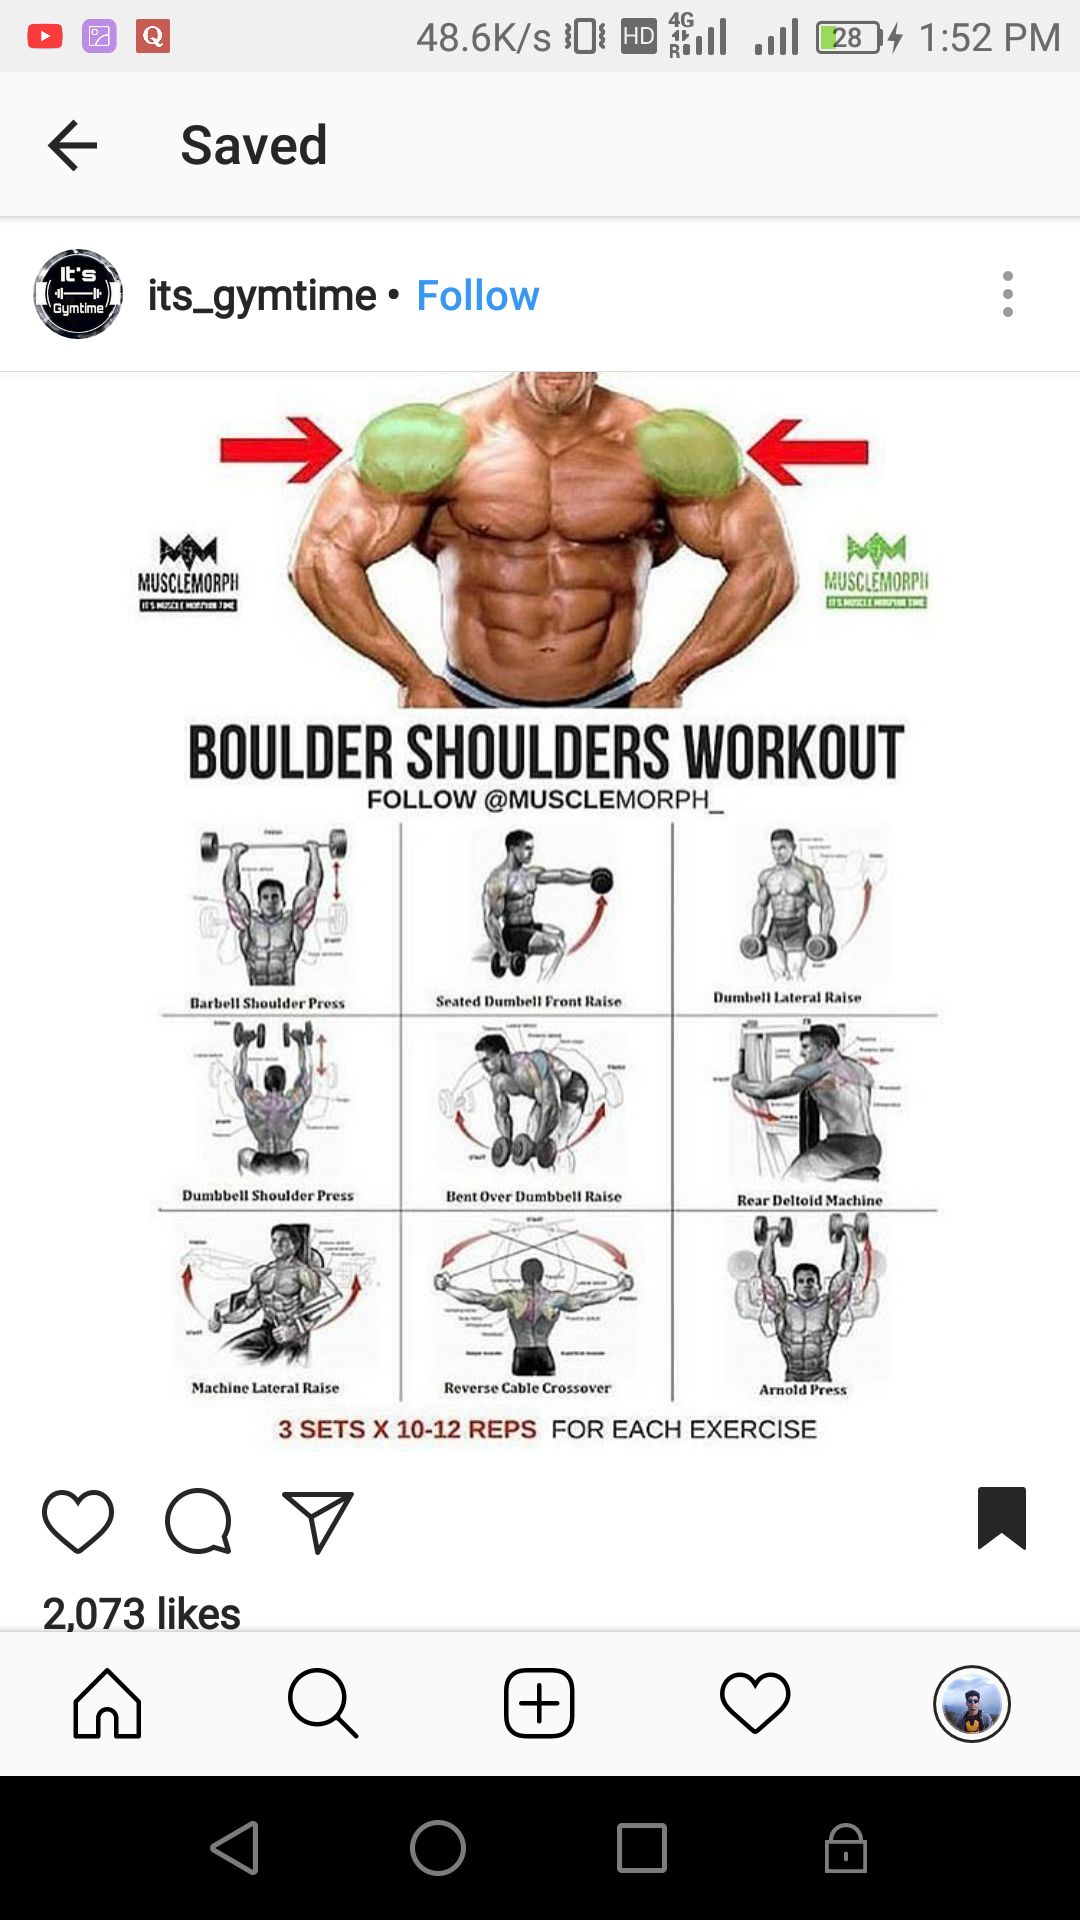 48.6K/s HD 4G R 28 1:52 PM
Saved
It's
Gymtime
its_gymtime • Follow
MUSCLEMORPH
IT'S MUSCLE MORPHIN TIME
MUSCLEMORPH
IT'S MUSCLE MORPHIN TIME
BOULDER SHOULDERS WORKOUT
FOLLOW @MUSCLEMORPH_
Barbell Shoulder Press
Seated Dumbell Front Raise
Dumbell Lateral Raise
Dumbbell Shoulder Press
Bent Over Dumbbell Raise
Rear Deltoid Machine
Machine Lateral Raise
Reverse Cable Crossover
Arnold Press
3 SETS X 10-12 REPS FOR EACH EXERCISE
2,073 likes